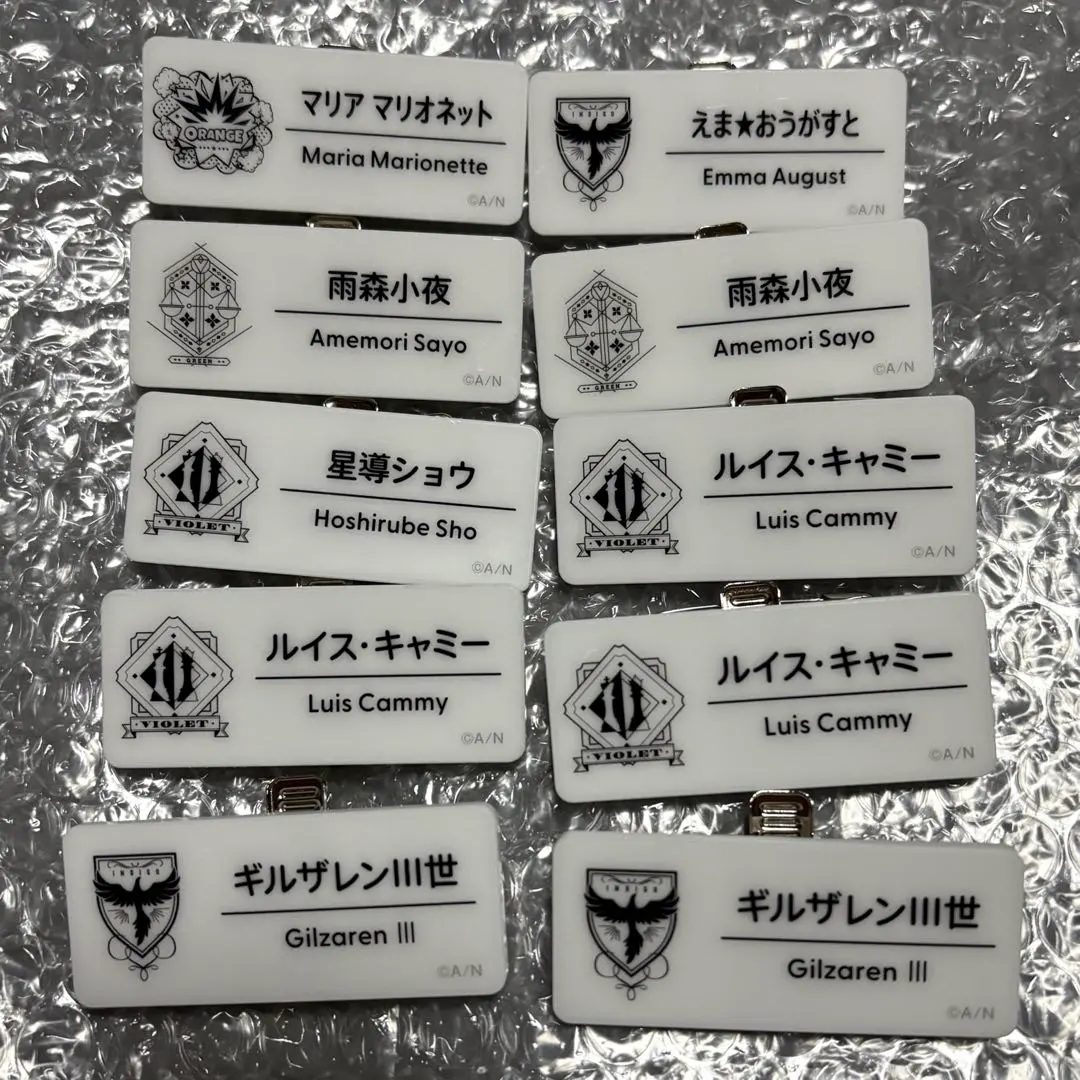 ORANGE
マリア マリオネット
Maria Marionette
©A/N
INDIGO
えま★おうがすと
Emma August
©A/N
GREEN
雨森小夜
Amemori Sayo
©A/N
GREEN
雨森小夜
Amemori Sayo
©A/N
VIOLET
星導ショウ
Hoshirube Sho
©A/N
VIOLET
ルイス・キャミー
Luis Cammy
©A/N
VIOLET
ルイス・キャミー
Luis Cammy
©A/N
VIOLET
ルイス・キャミー
Luis Cammy
©A/N
INDIGO
ギルザレンIII世
Gilzaren III
©A/N
INDIGO
ギルザレンIII世
Gilzaren III
©A/N